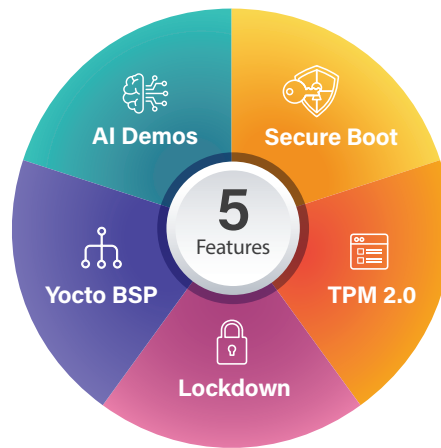 AI Demos
Secure Boot
5
Features
Yocto BSP
TPM 2.0
Lockdown